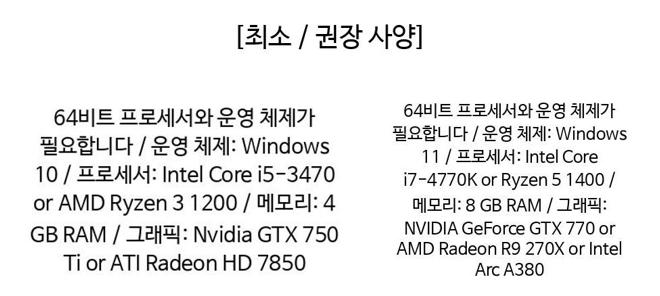 [최소 / 권장 사양]
64비트 프로세서와 운영 체제가
필요합니다 / 운영 체제: Windows
10 / 프로세서: Intel Core i5-3470
or AMD Ryzen 3 1200 / 메모리: 4
GB RAM / 그래픽: Nvidia GTX 750
Ti or ATI Radeon HD 7850
64비트 프로세서와 운영 체제가
필요합니다 / 운영 체제: Windows
11 / 프로세서: Intel Core
i7-4770K or Ryzen 5 1400 /
메모리: 8 GB RAM / 그래픽:
NVIDIA GeForce GTX 770 or
AMD Radeon R9 270X or Intel
Arc A380